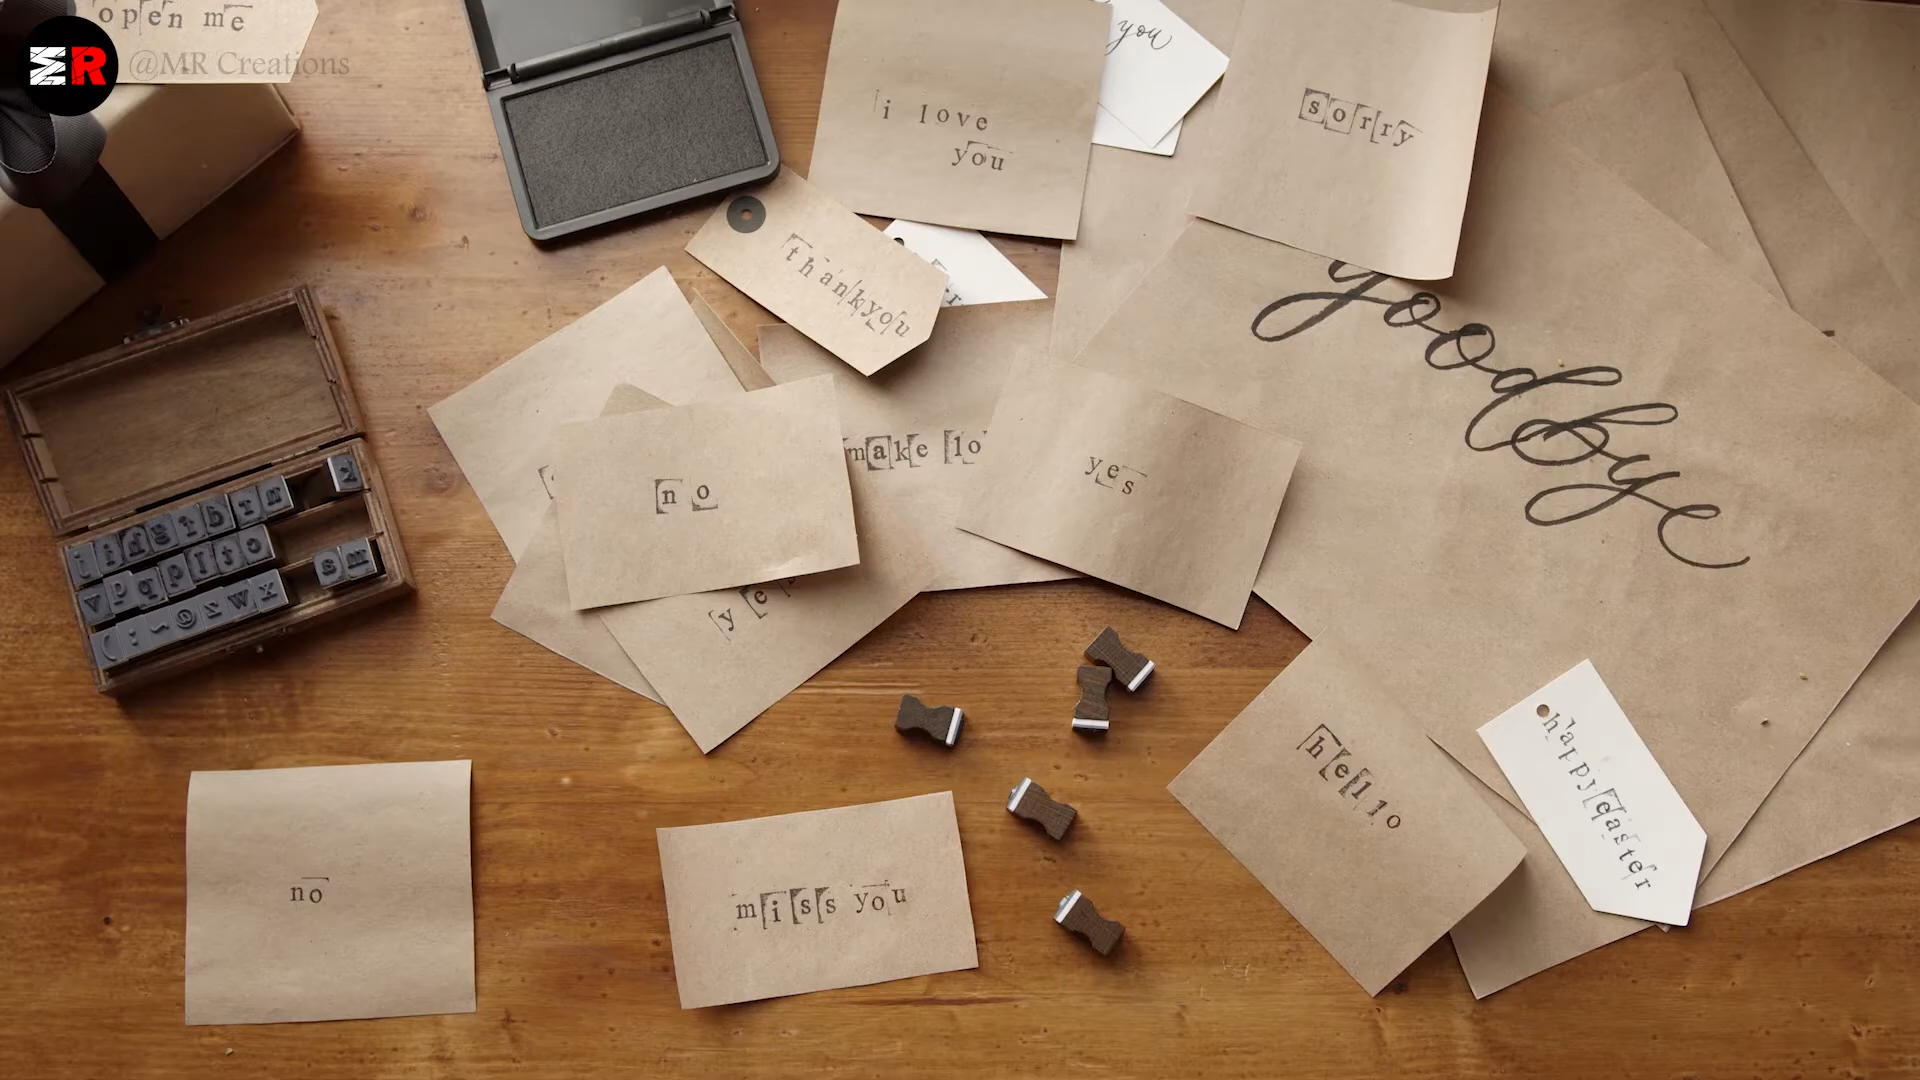 open me
MR
@MR Creations
you
i love
you
sorry
thankyou
goodbye
make lo
no
yes
ye
hello
happyeaster
no
miss you